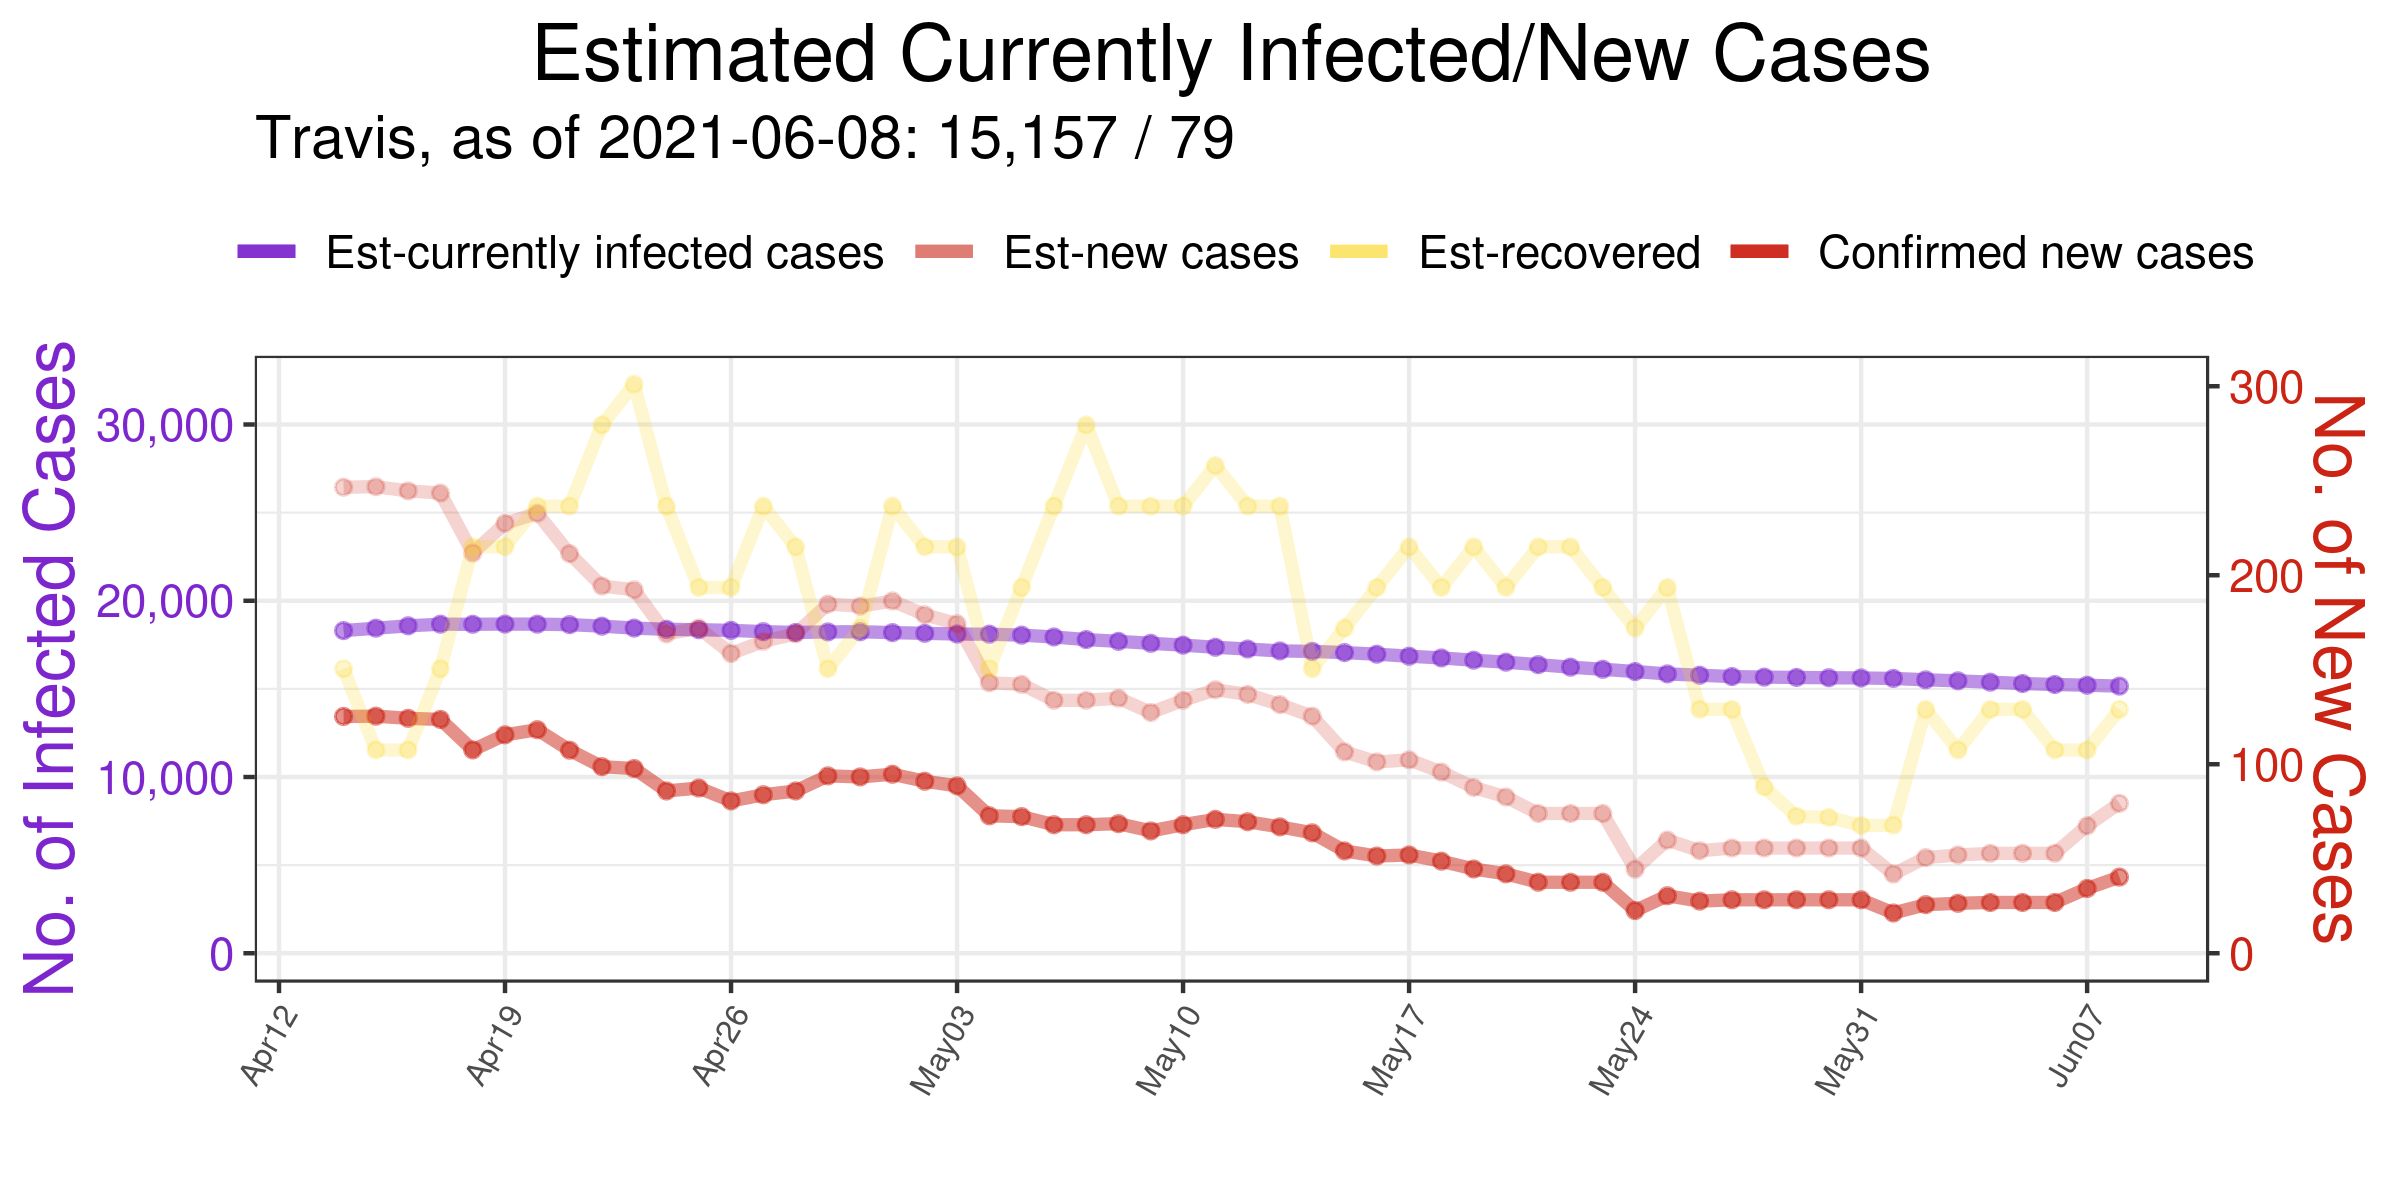 Estimated Currently Infected/New Cases
Travis, as of 2021-06-08: 15,157 / 79
Est-currently infected cases Est-new cases Est-recovered Confirmed new cases
No. of Infected Cases
30,000
20,000
10,000
0
300
200
100
0
No. of New Cases
Apr12 Apr19 Apr26 May03 May10 May17 May24 May31 Jun07